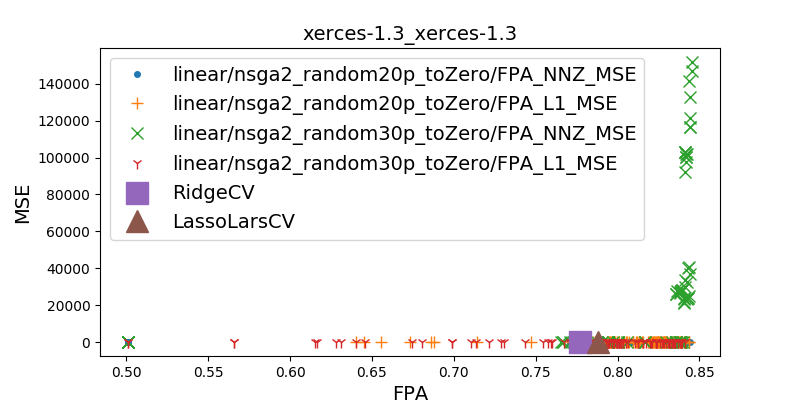 xerces-1.3_xerces-1.3
linear/nsga2_random20p_toZero/FPA_NNZ_MSE
linear/nsga2_random20p_toZero/FPA_L1_MSE
linear/nsga2_random30p_toZero/FPA_NNZ_MSE
linear/nsga2_random30p_toZero/FPA_L1_MSE
RidgeCV
LassoLarsCV
MSE
140000
120000
100000
80000
60000
40000
20000
0
0.50 0.55 0.60 0.65 0.70 0.75 0.80 0.85
FPA